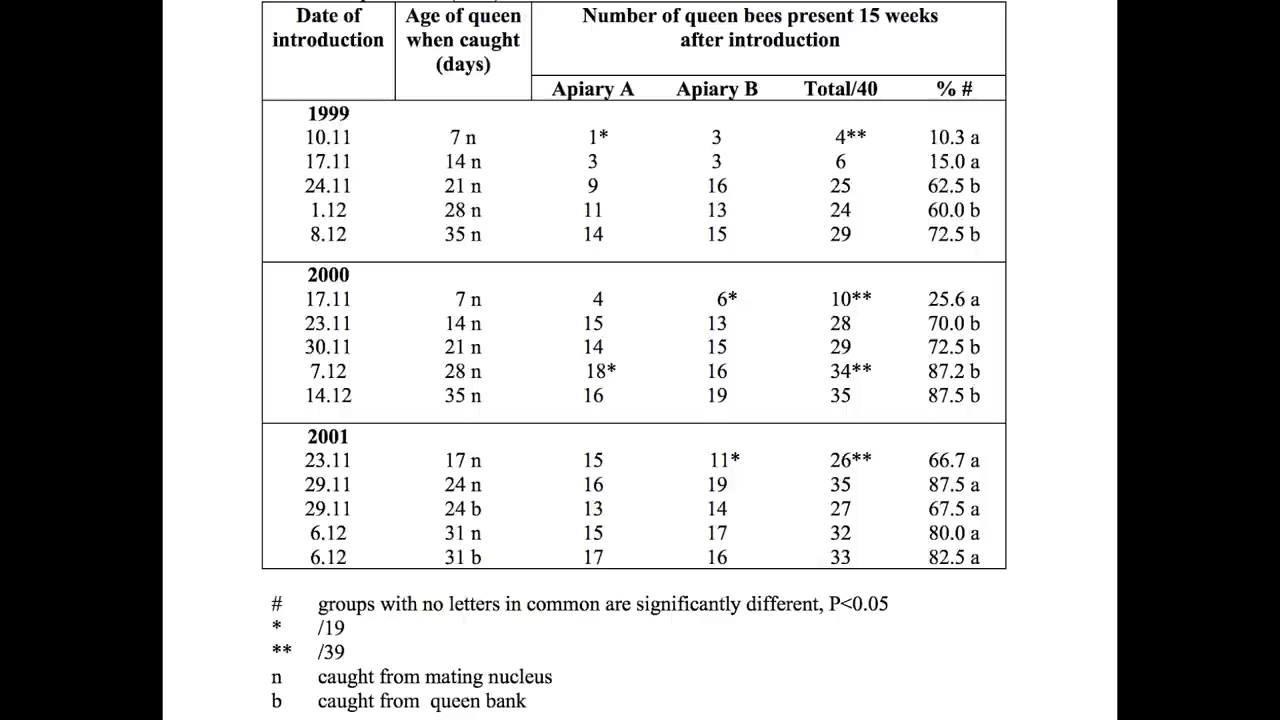 Date of introduction Age of queen when caught (days) Number of queen bees present 15 weeks after introduction
Apiary A Apiary B Total/40 % #
1999
10.11 7 n 1* 3 4** 10.3 a
17.11 14 n 3 3 6 15.0 a
24.11 21 n 9 16 25 62.5 b
1.12 28 n 11 13 24 60.0 b
8.12 35 n 14 15 29 72.5 b
2000
17.11 7 n 4 6* 10** 25.6 a
23.11 14 n 15 13 28 70.0 b
30.11 21 n 14 15 29 72.5 b
7.12 28 n 18* 16 34** 87.2 b
14.12 35 n 16 19 35 87.5 b
2001
23.11 17 n 15 11* 26** 66.7 a
29.11 24 n 16 19 35 87.5 a
29.11 24 b 13 14 27 67.5 a
6.12 31 n 15 17 32 80.0 a
6.12 31 b 17 16 33 82.5 a
# groups with no letters in common are significantly different, P<0.05
* /19
** /39
n caught from mating nucleus
b caught from queen bank